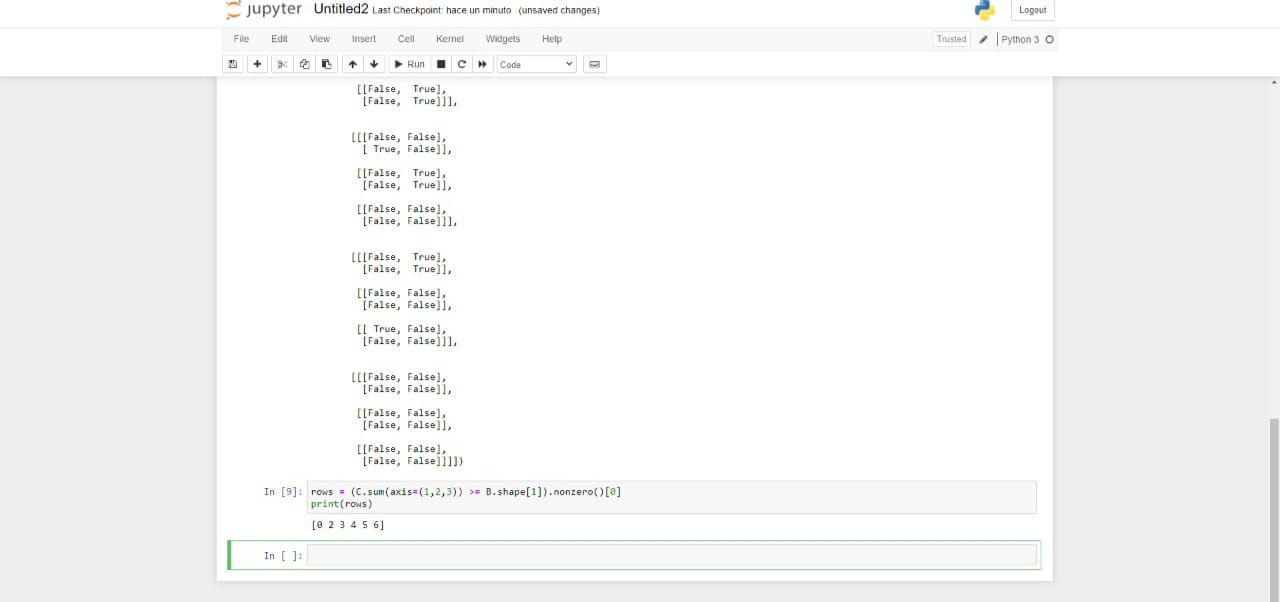 jupyter Untitled2 Last Checkpoint: hace un minuto (unsaved changes) Logout
File Edit View Insert Cell Kernel Widgets Help Trusted Python 3
Run Code
[[False,  True],
[False,  True]]],
[[[False, False],
[ True, False]],
[[False,  True],
[False,  True]],
[[False, False],
[False, False]]],
[[[False,  True],
[False,  True]],
[[False, False],
[False, False]],
[[ True, False],
[False, False]]],
[[[False, False],
[False, False]],
[[False, False],
[False, False]],
[[False, False],
[False, False]]]])
In [9]: rows = (C.sum(axis=(1,2,3)) >= B.shape[1]).nonzero()[0]
print(rows)
[0 2 3 4 5 6]
In [ ]: